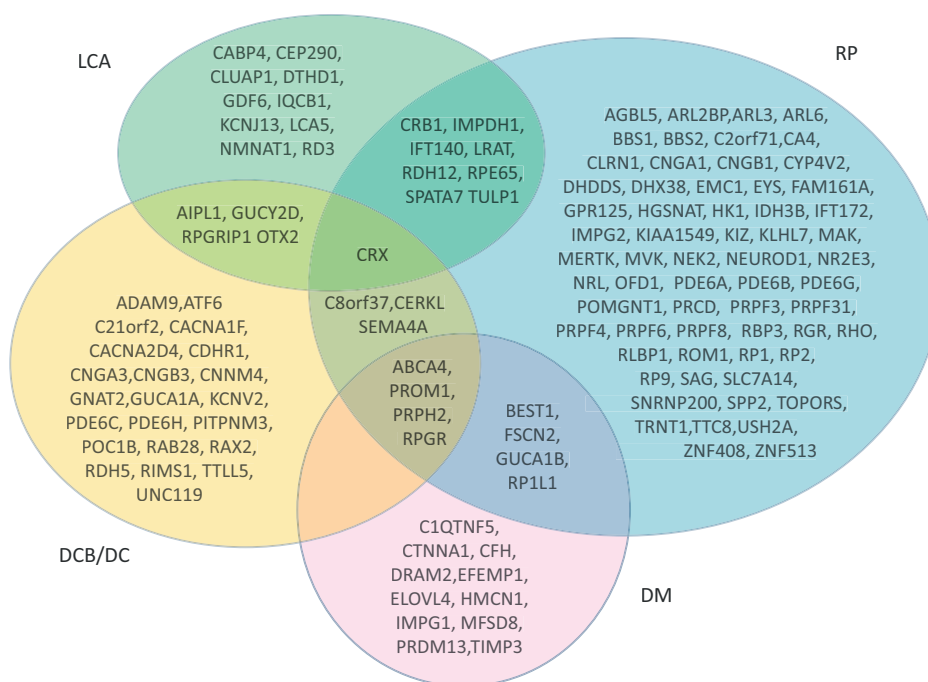 LCA
RP
CABP4, CEP290,
CLUAP1, DTHD1,
GDF6, IQCB1,
KCNJ13, LCA5,
NMNAT1, RD3
CRB1, IMPDH1,
IFT140, LRAT,
RDH12, RPE65,
SPATA7 TULP1
AIPL1, GUCY2D,
RPGRIP1 OTX2
CRX
AGBL5, ARL2BP,ARL3, ARL6,
BBS1, BBS2, C2orf71,CA4,
CLRN1, CNGA1, CNGB1, CYP4V2,
DHDDS, DHX38, EMC1, EYS, FAM161A,
GPR125, HGSNAT, HK1, IDH3B, IFT172,
IMPG2, KIAA1549, KIZ, KLHL7, MAK,
MERTK, MVK, NEK2, NEUROD1, NR2E3,
NRL, OFD1, PDE6A, PDE6B, PDE6G,
POMGNT1, PRCD, PRPF3, PRPF31,
PRPF4, PRPF6, PRPF8, RBP3, RGR, RHO,
RLBP1, ROM1, RP1, RP2,
RP9, SAG, SLC7A14,
SNRNP200, SPP2, TOPORS,
TRNT1,TTC8,USH2A,
ZNF408, ZNF513
C8orf37,CERKL
SEMA4A
ADAM9,ATF6
C21orf2, CACNA1F,
CACNA2D4, CDHR1,
CNGA3,CNGB3, CNNM4,
GNAT2,GUCA1A, KCNV2,
PDE6C, PDE6H, PITPNM3,
POC1B, RAB28, RAX2,
RDH5, RIMS1, TTLL5,
UNC119
ABCA4,
PROM1,
PRPH2,
RPGR
BEST1,
FSCN2,
GUCA1B,
RP1L1
C1QTNF5,
CTNNA1, CFH,
DRAM2,EFEMP1,
ELOVL4, HMCN1,
IMPG1, MFSD8,
PRDM13,TIMP3
DCB/DC
DM